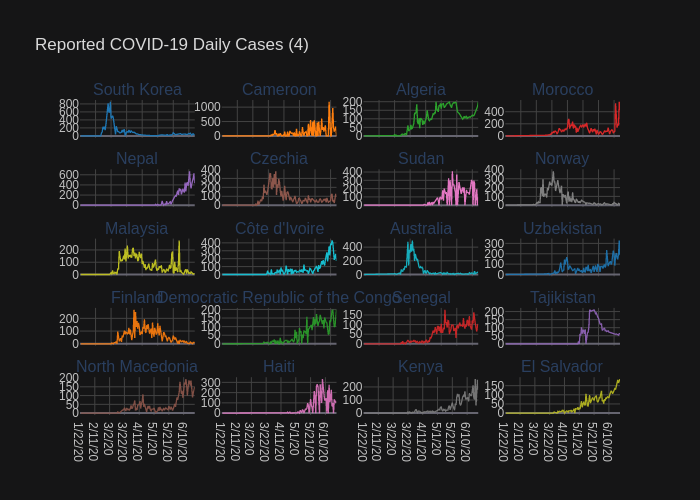 Reported COVID-19 Daily Cases (4)
South Korea Cameroon Algeria Morocco
800 600 400 200 0
1000 500 0
200 150 100 50 0
400 200 0
Nepal Czechia Sudan Norway
600 400 200 0
400 300 200 100 0
400 300 200 100 0
400 300 200 100 0
Malaysia Côte d'Ivoire Australia Uzbekistan
200 100 0
400 300 200 100 0
400 200 0
300 200 100 0
Finland Democratic Republic of the Congo Senegal Tajikistan
200 100 0
200 150 100 50 0
150 100 50 0
200 150 100 50 0
North Macedonia Haiti Kenya El Salvador
200 150 100 50 0
300 200 100 0
200 100 0
150 100 50 0
1/22/20 2/11/20 3/2/20 3/22/20 4/11/20 5/1/20 5/21/20 6/10/20
1/22/20 2/11/20 3/2/20 3/22/20 4/11/20 5/1/20 5/21/20 6/10/20
1/22/20 2/11/20 3/2/20 3/22/20 4/11/20 5/1/20 5/21/20 6/10/20
1/22/20 2/11/20 3/2/20 3/22/20 4/11/20 5/1/20 5/21/20 6/10/20